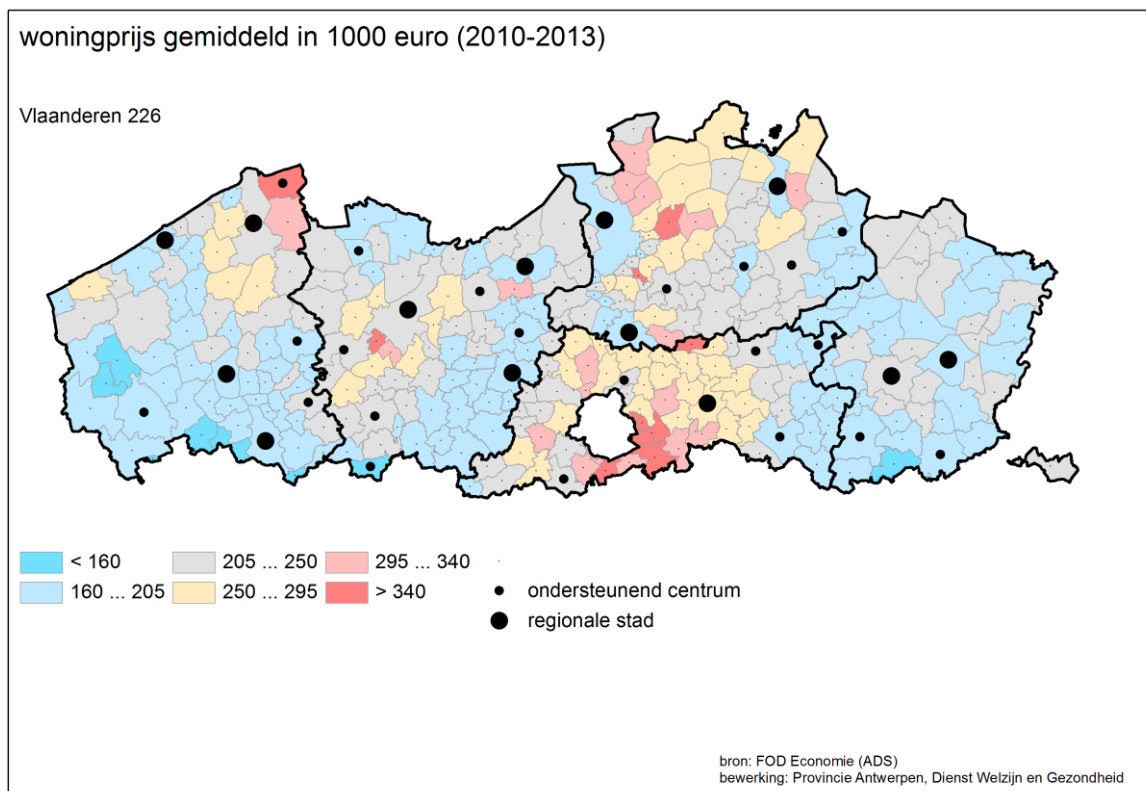 woningprijs gemiddeld in 1000 euro (2010-2013)
Vlaanderen 226
< 160
205 ... 250
295 ... 340
160 ... 205
250 ... 295
> 340
ondersteunend centrum
regionale stad
bron: FOD Economie (ADS)
bewerking: Provincie Antwerpen, Dienst Welzijn en Gezondheid